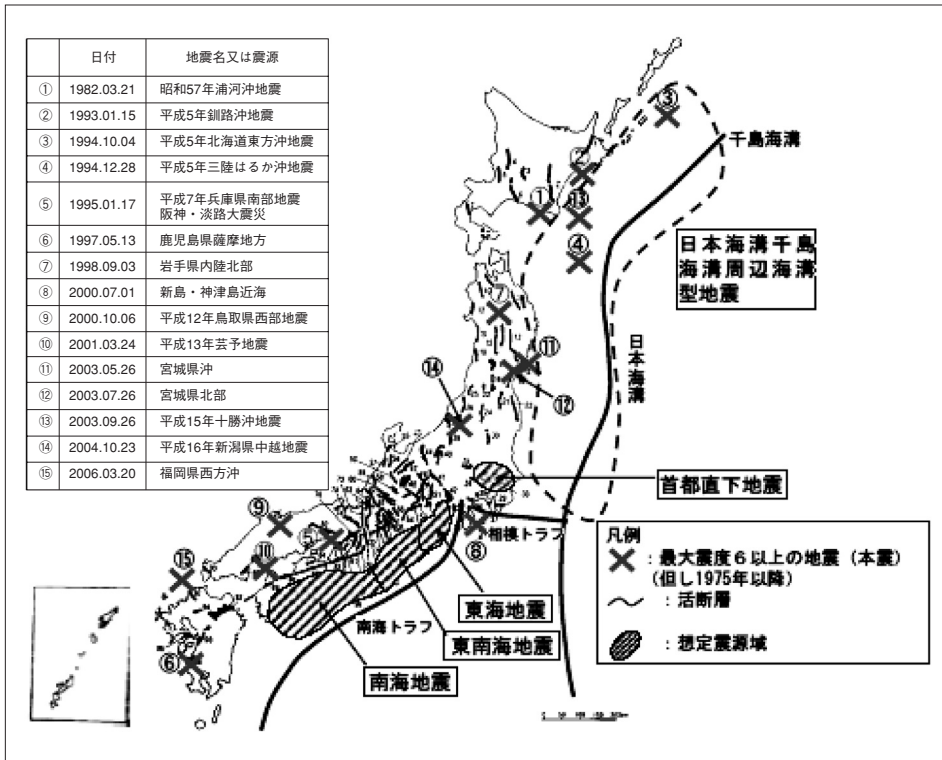 日付 地震名又は震源
① 1982.03.21 昭和57年浦河沖地震
② 1993.01.15 平成5年釧路沖地震
③ 1994.10.04 平成5年北海道東方沖地震
④ 1994.12.28 平成5年三陸はるか沖地震
⑤ 1995.01.17 平成7年兵庫県南部地震
阪神・淡路大震災
⑥ 1997.05.13 鹿児島県薩摩地方
⑦ 1998.09.03 岩手県内陸北部
⑧ 2000.07.01 新島・神津島近海
⑨ 2000.10.06 平成12年鳥取県西部地震
⑩ 2001.03.24 平成13年芸予地震
⑪ 2003.05.26 宮城県沖
⑫ 2003.07.26 宮城県北部
⑬ 2003.09.26 平成15年十勝沖地震
⑭ 2004.10.23 平成16年新潟県中越地震
⑮ 2006.03.20 福岡県西方沖
③
千島海溝
②
①
⑬
④
日本海溝千島
海溝周辺海溝
型地震
⑦
日本海溝
⑪
⑭
⑫
首都直下地震
⑨
⑤
相模トラフ
⑧
⑩
⑮
東海地震
南海トラフ
東南海地震
⑥
南海地震
凡例
:最大震度6以上の地震(本震)
(但し1975年以降)
:活断層
:想定震源域